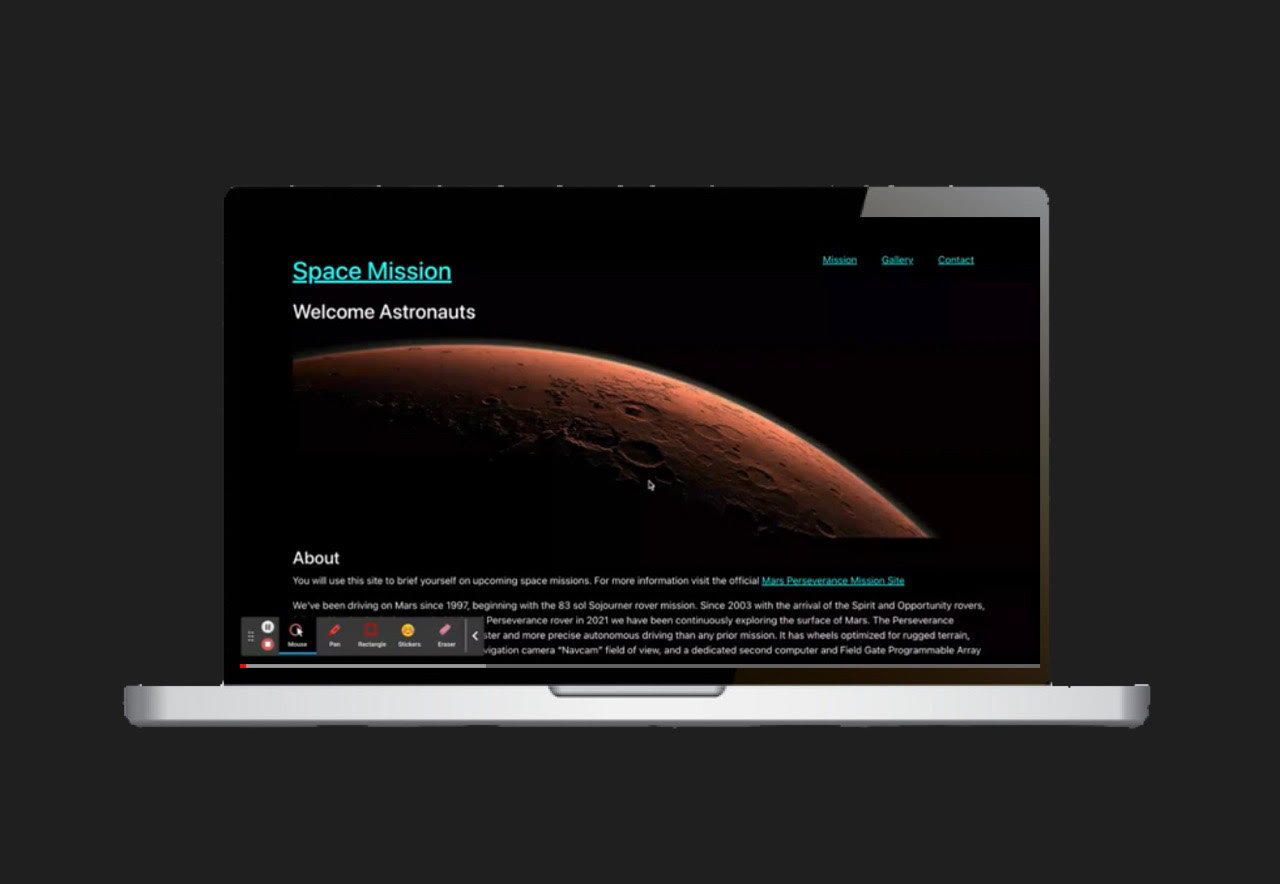 Space Mission
Mission Gallery Contact
Welcome Astronauts
About
You will use this site to brief yourself on upcoming space missions. For more information visit the official Mars Perseverance Mission Site
We've been driving on Mars since 1997, beginning with the 83 sol Sojourner rover mission. Since 2003 with the arrival of the Spirit and Opportunity rovers,
Perseverance rover in 2021 we have been continuously exploring the surface of Mars. The Perseverance
ster and more precise autonomous driving than any prior mission. It has wheels optimized for rugged terrain,
vigation camera “Navcam” field of view, and a dedicated second computer and Field Gate Programmable Array
Mouse Pen Rectangle Stickers Eraser